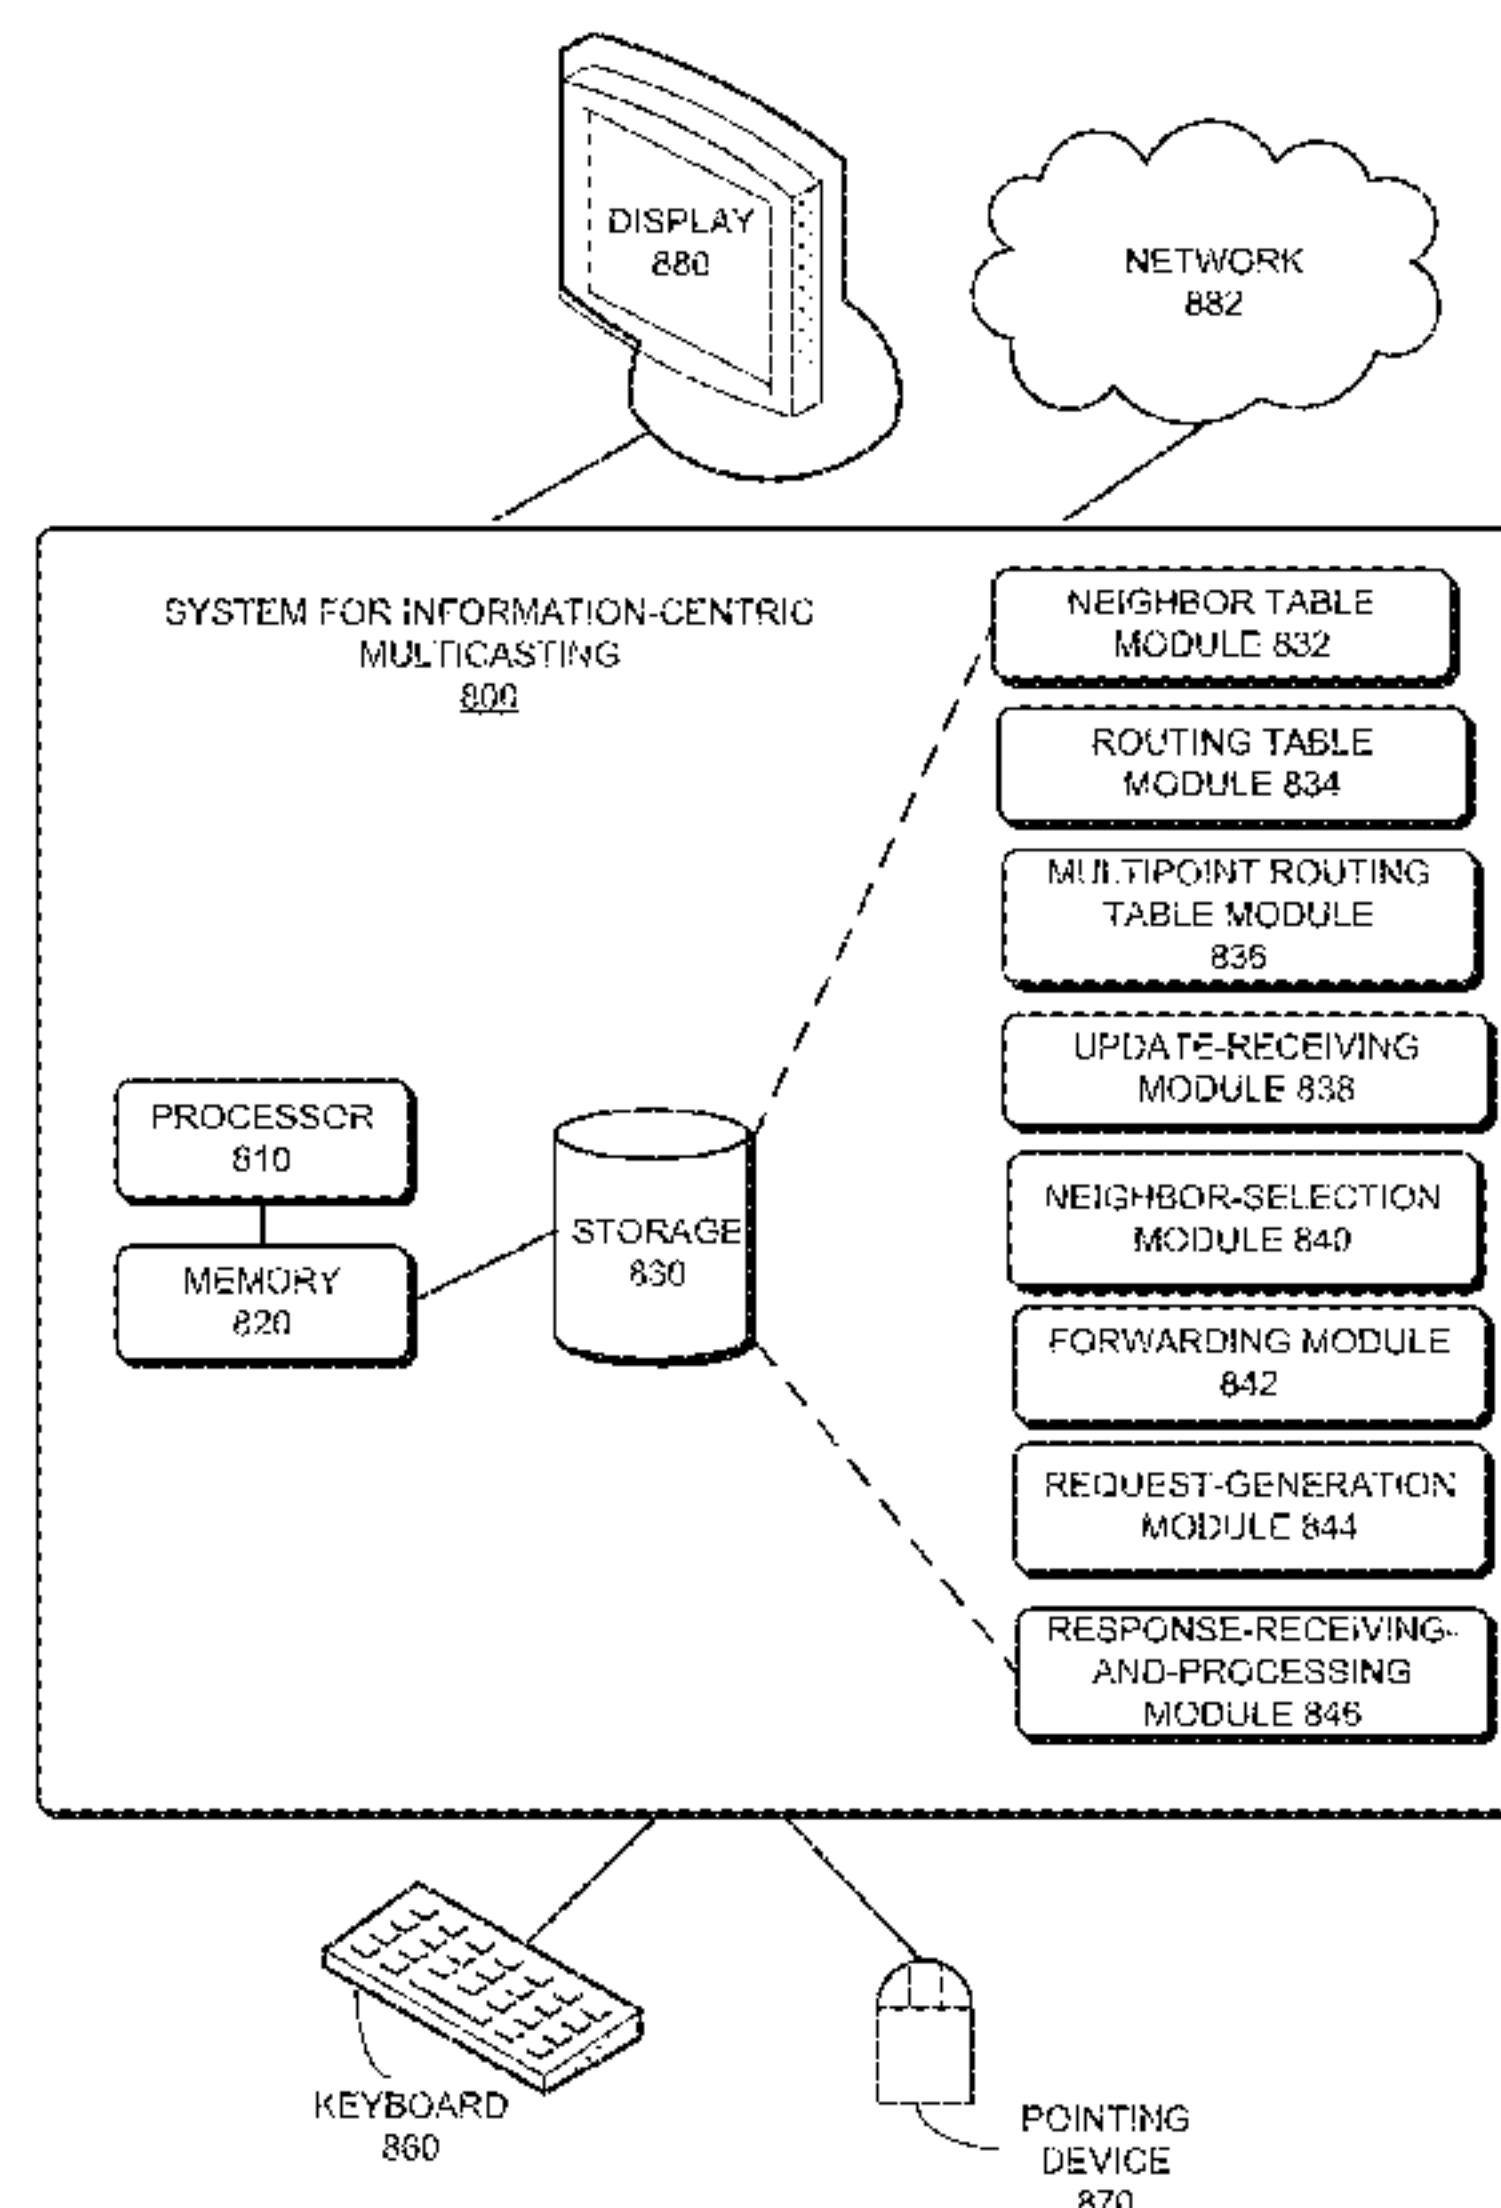 DISPLAY
880
NETWORK
882
SYSTEM FOR INFORMATION-CENTRIC
MULTICASTING
800
NEIGHBOR TABLE
MODULE 832
ROUTING TABLE
MODULE 834
MULTIPOINT ROUTING
TABLE MODULE
836
UPDATE-RECEIVING
MODULE 838
PROCESSOR
810
NEIGHBOR-SELECTION
MODULE 840
STORAGE
830
MEMORY
820
FORWARDING MODULE
842
REQUEST-GENERATION
MODULE 844
RESPONSE-RECEIVING-
AND-PROCESSING
MODULE 846
KEYBOARD
860
POINTING
DEVICE
870